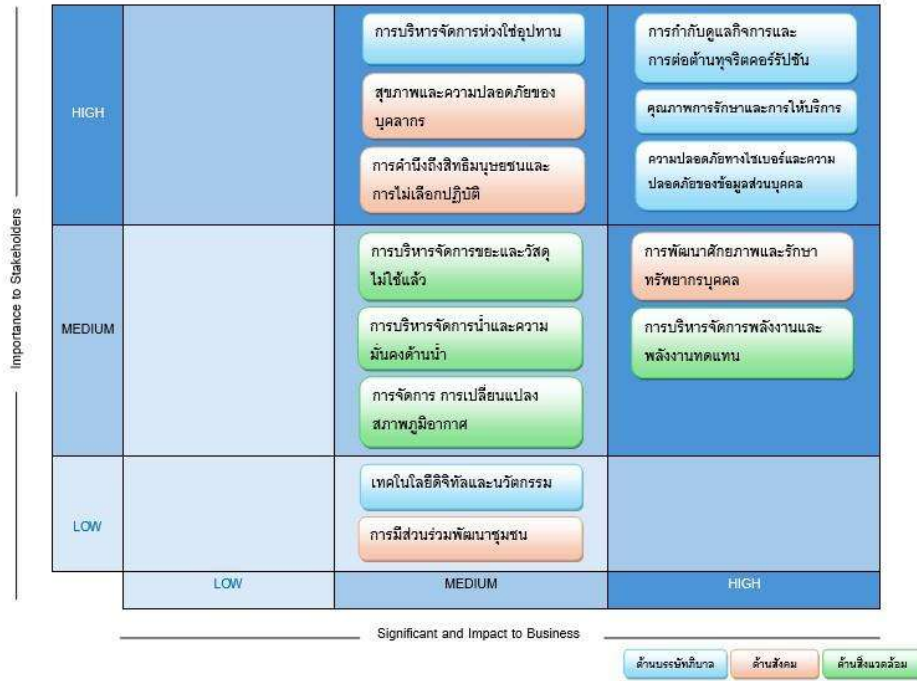 Importance to Stakeholders
HIGH
การบริหารจัดการห่วงโซ่อุปทาน
สุขภาพและความปลอดภัยของ
บุคลากร
การคำนึงถึงสิทธิมนุษยชนและ
การไม่เลือกปฏิบัติ
การกำกับดูแลกิจการและ
การต่อต้านทุจริตคอร์รัปชัน
คุณภาพการรักษาและการให้บริการ
ความปลอดภัยทางไซเบอร์และความ
ปลอดภัยของข้อมูลส่วนบุคคล
MEDIUM
การบริหารจัดการขยะและวัสดุ
ไม่ใช้แล้ว
การบริหารจัดการน้ำและความ
มั่นคงด้านน้ำ
การจัดการ การเปลี่ยนแปลง
สภาพภูมิอากาศ
การพัฒนาศักยภาพและรักษา
ทรัพยากรบุคคล
การบริหารจัดการพลังงานและ
พลังงานทดแทน
LOW
เทคโนโลยีดิจิทัลและนวัตกรรม
การมีส่วนร่วมพัฒนาชุมชน
LOW
MEDIUM
HIGH
Significant and Impact to Business
ด้านบรรษัทภิบาล
ด้านสังคม
ด้านสิ่งแวดล้อม